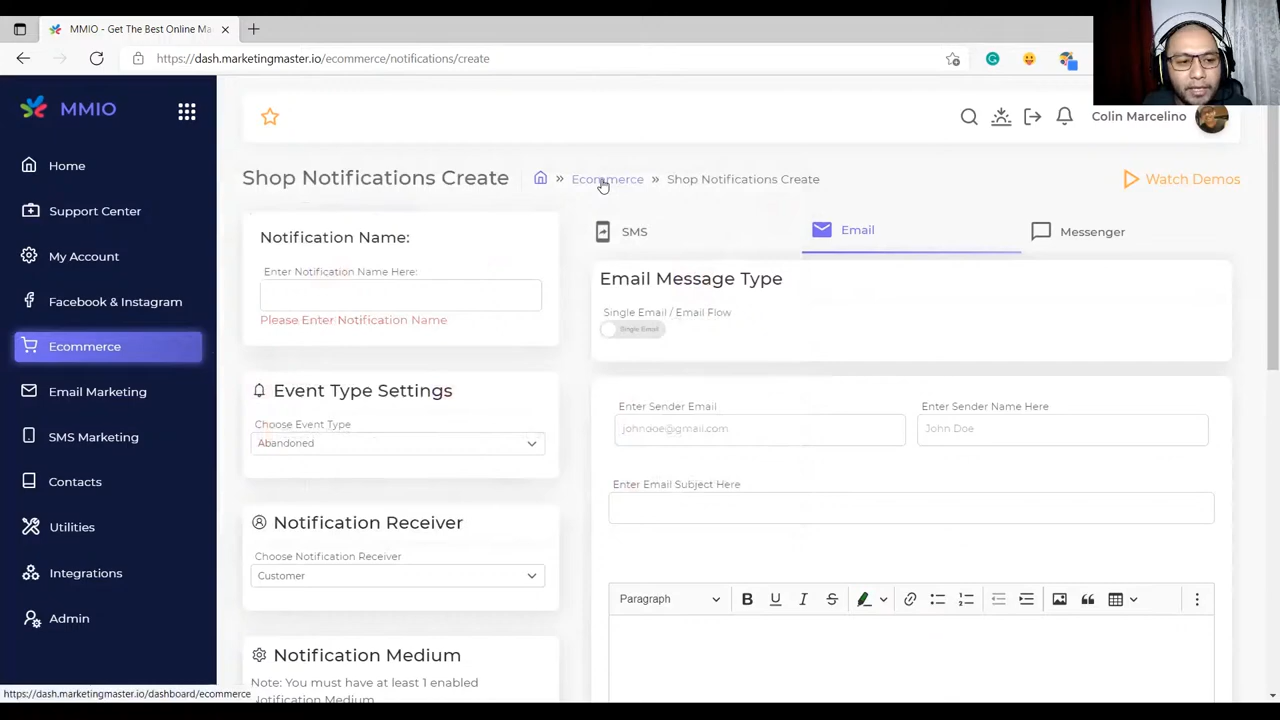 MMIO - Get The Best Online Ma
https://dash.marketingmaster.io/ecommerce/notifications/create
MMIO
Colin Marcelino
Home
Support Center
My Account
Facebook & Instagram
Ecommerce
Email Marketing
SMS Marketing
Contacts
Utilities
Integrations
Admin
Shop Notifications Create
» Ecommerce » Shop Notifications Create
Watch Demos
Notification Name:
Enter Notification Name Here:
Please Enter Notification Name
Event Type Settings
Choose Event Type
Abandoned
Notification Receiver
Choose Notification Receiver
Customer
Notification Medium
Note: You must have at least 1 enabled
Notification Medium
SMS
Email
Messenger
Email Message Type
Single Email / Email Flow
Single Email
Enter Sender Email
Enter Sender Name Here
johndoe@gmail.com
John Doe
Enter Email Subject Here
Paragraph
B U I S
https://dash.marketingmaster.io/dashboard/ecommerce